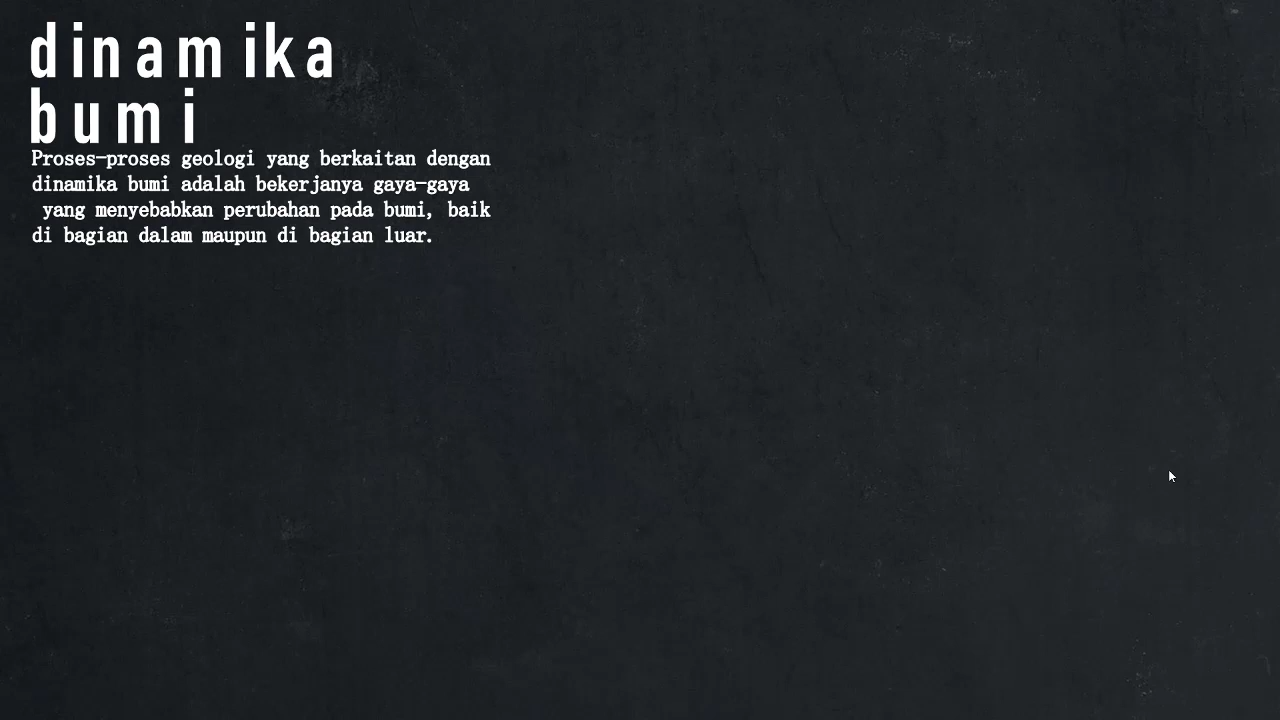 dinamika
bumi
Proses-proses geologi yang berkaitan dengan
dinamika bumi adalah bekerjanya gaya-gaya
yang menyebabkan perubahan pada bumi, baik
di bagian dalam maupun di bagian luar.